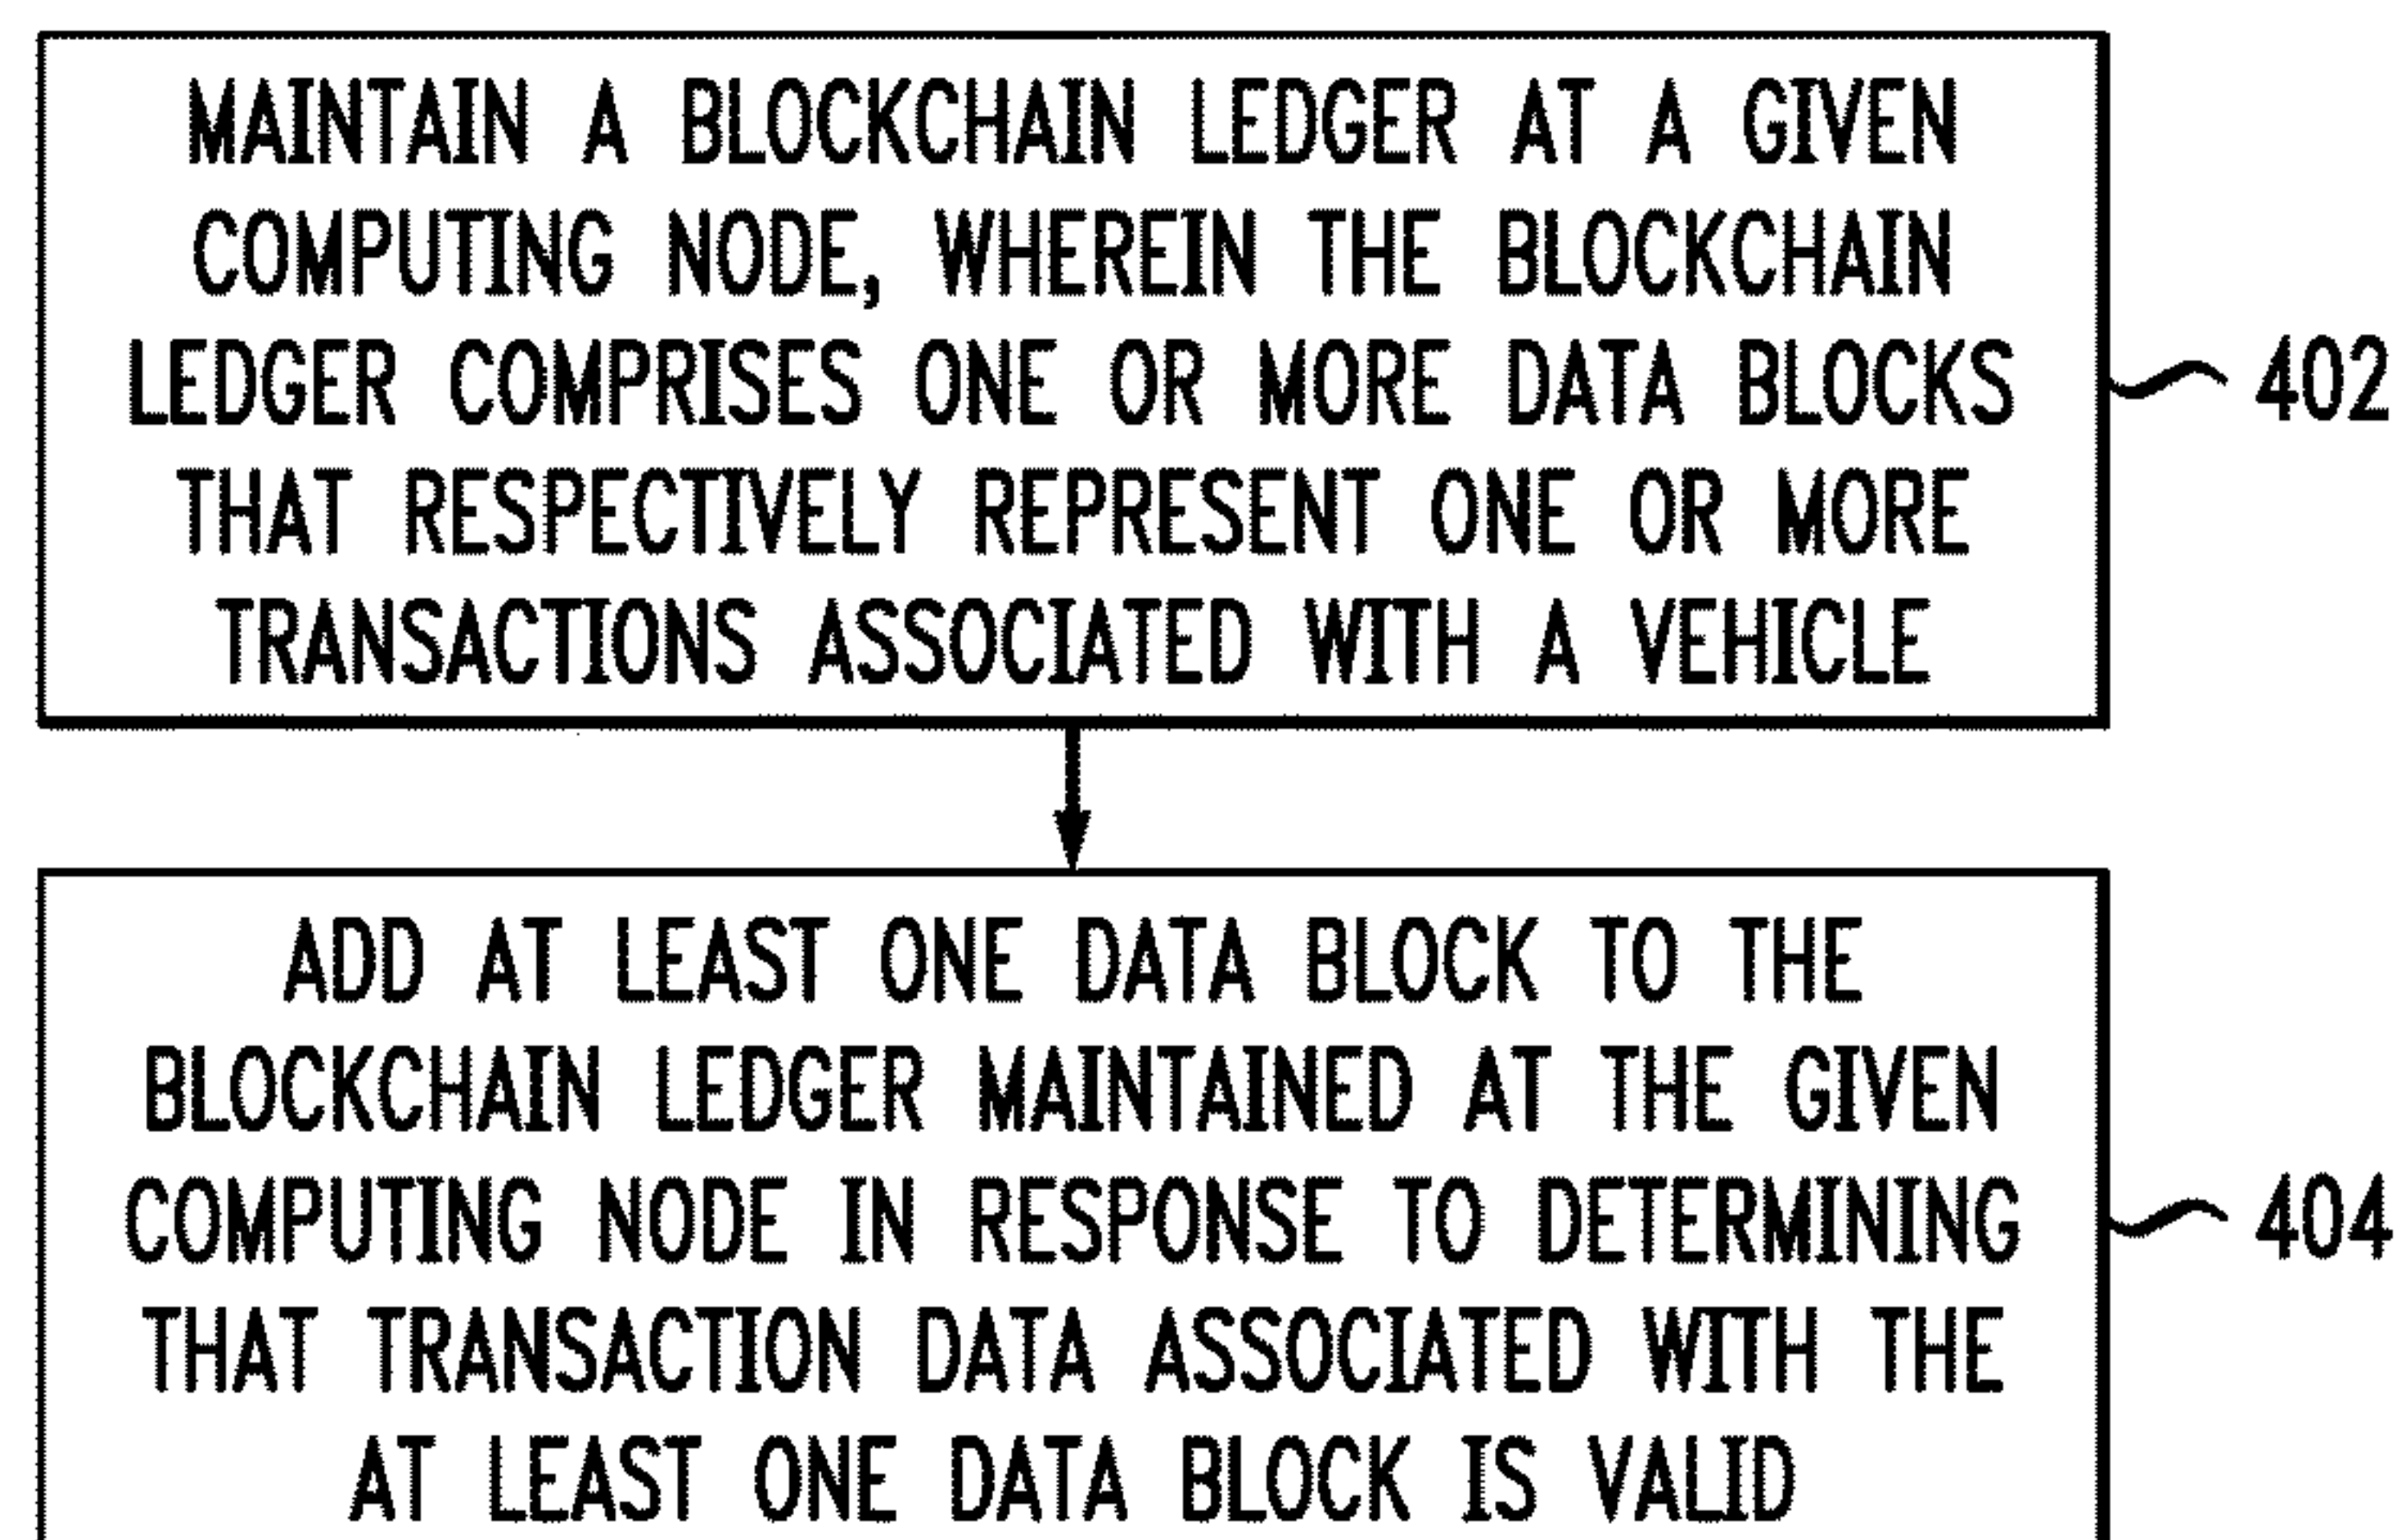 MAINTAIN A BLOCKCHAIN LEDGER AT A GIVEN
COMPUTING NODE, WHEREIN THE BLOCKCHAIN
LEDGER COMPRISES ONE OR MORE DATA BLOCKS
THAT RESPECTIVELY REPRESENT ONE OR MORE
TRANSACTIONS ASSOCIATED WITH A VEHICLE
402
ADD AT LEAST ONE DATA BLOCK TO THE
BLOCKCHAIN LEDGER MAINTAINED AT THE GIVEN
COMPUTING NODE IN RESPONSE TO DETERMINING
THAT TRANSACTION DATA ASSOCIATED WITH THE
AT LEAST ONE DATA BLOCK IS VALID
404